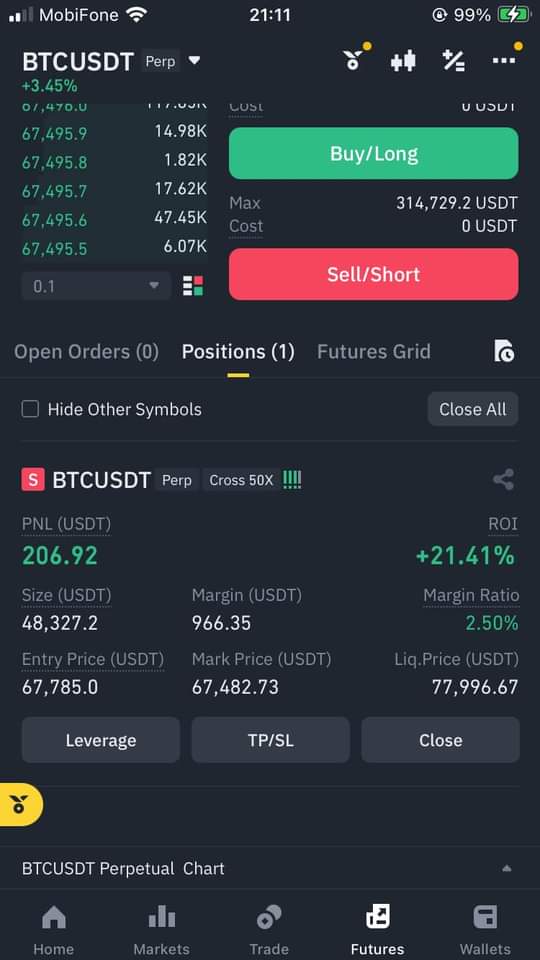 MobiFone 21:11 99%
BTCUSDT Perp
+3.45%
67,496.0
Cost 0 USDT
67,495.9 14.98K
67,495.8 1.82K
Buy/Long
67,495.7 17.62K
Max 314,729.2 USDT
67,495.6 47.45K
Cost 0 USDT
67,495.5 6.07K
Sell/Short
0.1
Open Orders (0) Positions (1) Futures Grid
Hide Other Symbols Close All
S BTCUSDT Perp Cross 50X
PNL (USDT) ROI
206.92 +21.41%
Size (USDT) Margin (USDT) Margin Ratio
48,327.2 966.35 2.50%
Entry Price (USDT) Mark Price (USDT) Liq.Price (USDT)
67,785.0 67,482.73 77,996.67
Leverage TP/SL Close
BTCUSDT Perpetual Chart
Home Markets Trade Futures Wallets